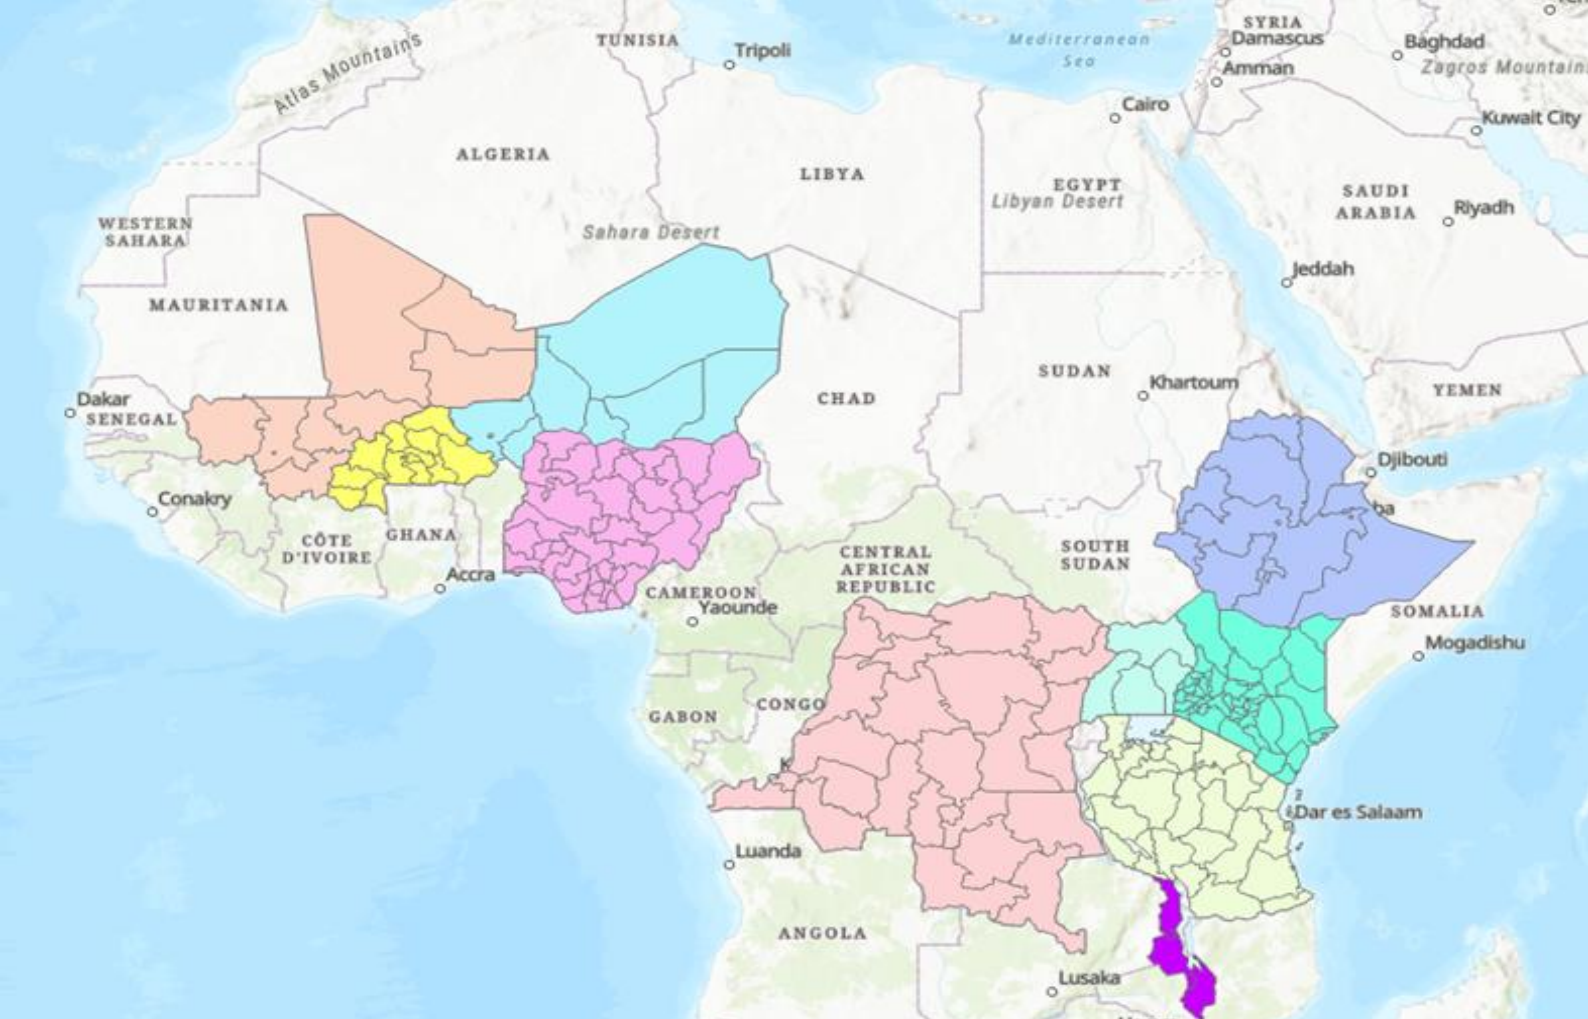 SYRIA
Damascus
Baghdad
TUNISIA
Tripoli
Mediterranean
Sea
Atlas Mountains
Amman
Zagros Mountain
Cairo
Kuwait City
ALGERIA
LIBYA
EGYPT
Libyan Desert
SAUDI
ARABIA
Riyadh
WESTERN
SAHARA
Sahara Desert
Jeddah
MAURITANIA
SUDAN
Khartoum
YEMEN
Dakar
SENEGAL
CHAD
Djibouti
Conakry
ba
CÔTE
D'IVOIRE
GHANA
CENTRAL
AFRICAN
REPUBLIC
SOUTH
SUDAN
Accra
CAMEROON
Yaounde
SOMALIA
Mogadishu
GABON
CONGO
K
Dar es Salaam
Luanda
ANGOLA
Lusaka